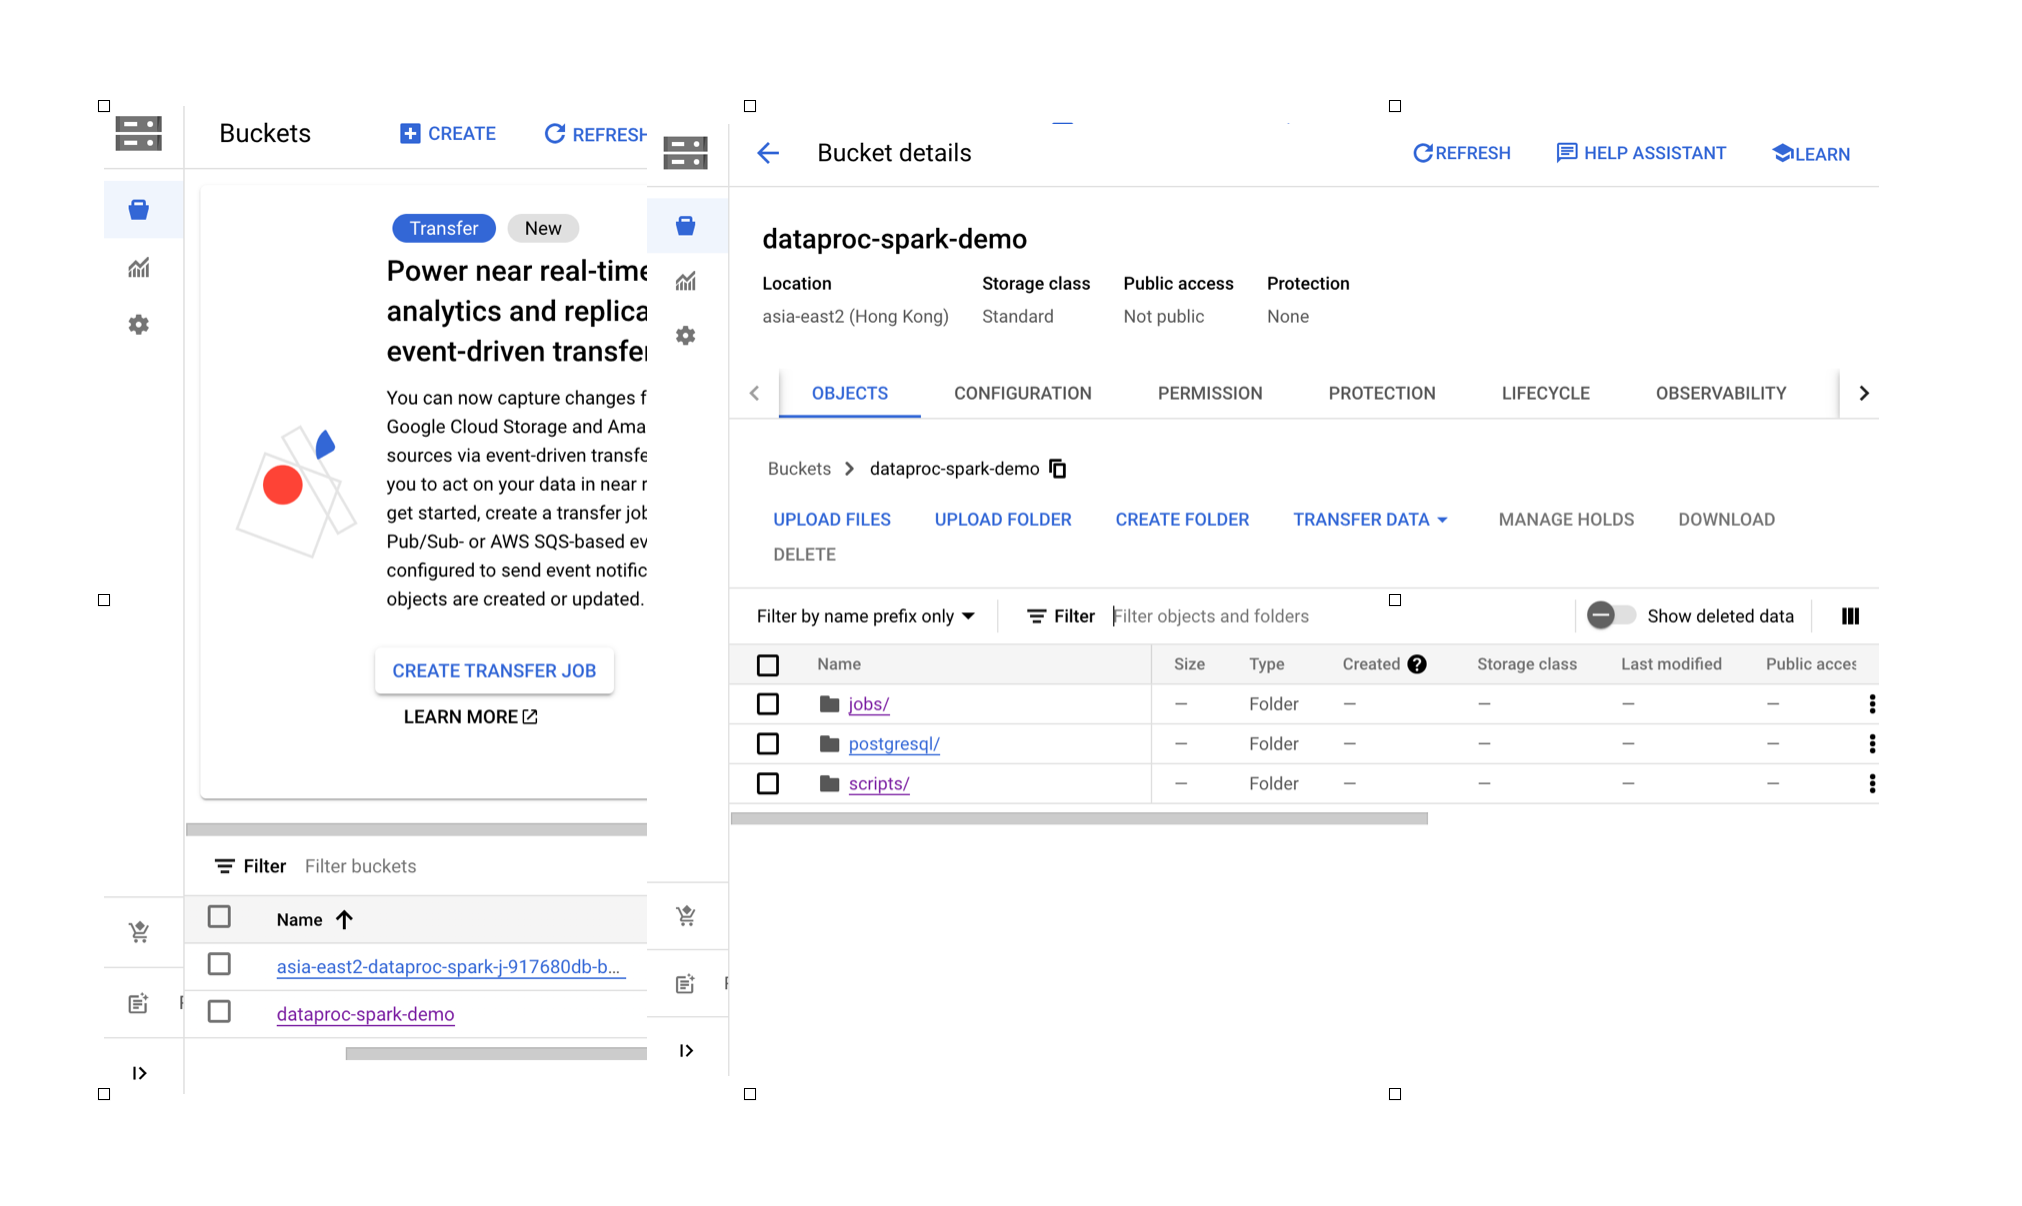 Buckets
CREATE
REFRESH
Transfer
New
Power near real-time
analytics and replica
event-driven transfer
You can now capture changes f
Google Cloud Storage and Ama
sources via event-driven transfe
you to act on your data in near r
get started, create a transfer job
Pub/Sub- or AWS SQS-based ev
configured to send event notific
objects are created or updated.
CREATE TRANSFER JOB
LEARN MORE
Filter Filter buckets
Name
asia-east2-dataproc-spark-j-917680db-b...
dataproc-spark-demo
Bucket details
REFRESH
HELP ASSISTANT
LEARN
dataproc-spark-demo
Location Storage class Public access Protection
asia-east2 (Hong Kong) Standard Not public None
OBJECTS CONFIGURATION PERMISSION PROTECTION LIFECYCLE OBSERVABILITY
Buckets > dataproc-spark-demo
UPLOAD FILES UPLOAD FOLDER CREATE FOLDER TRANSFER DATA MANAGE HOLDS DOWNLOAD
DELETE
Filter by name prefix only Filter Filter objects and folders Show deleted data
Name Size Type Created Storage class Last modified Public acces
jobs/ — Folder — — — —
postgresql/ — Folder — — — —
scripts/ — Folder — — — —